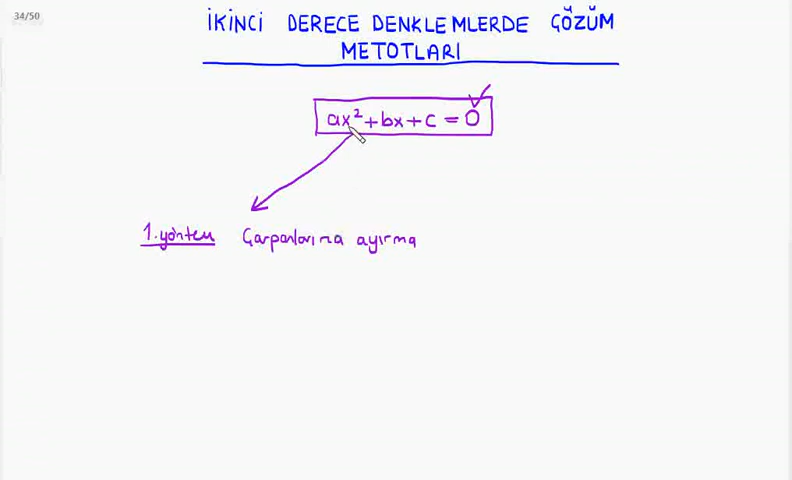 34/50
İKİNCİ DERECE DENKLEMLERDE ÇÖZÜM
METOTLARI
ax²+bx+c=0
1.yöntem Çarpanlarına ayırma